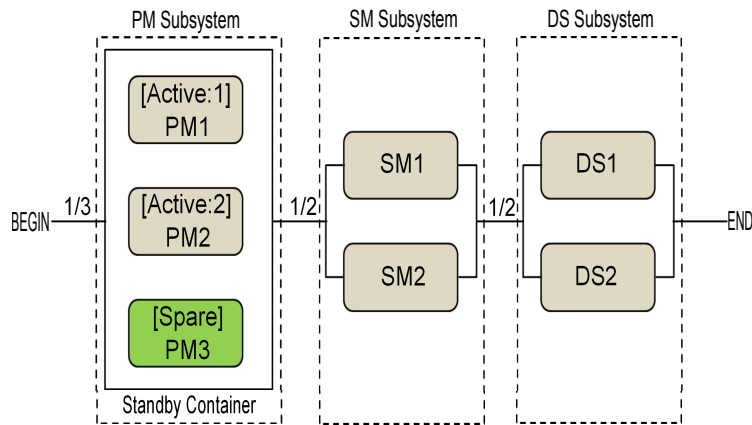 PM Subsystem
SM Subsystem
DS Subsystem
[Active:1]
PM1
[Active:2]
PM2
[Spare]
PM3
Standby Container
BEGIN
1/3
1/2
SM1
SM2
1/2
DS1
DS2
END